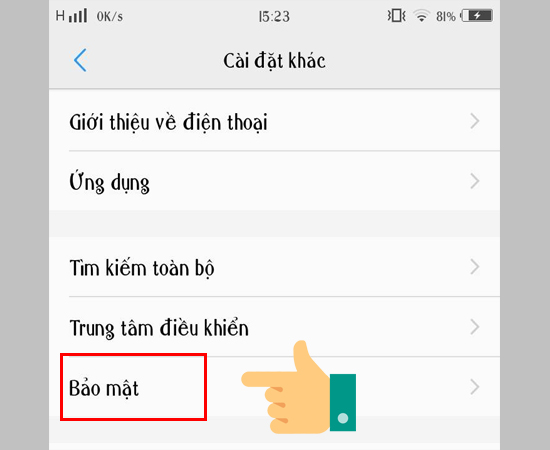 H 0K/s 15:23 81%
Cài đặt khác
Giới thiệu về điện thoại
Ứng dụng
Tìm kiếm toàn bộ
Trung tâm điều khiển
Bảo mật